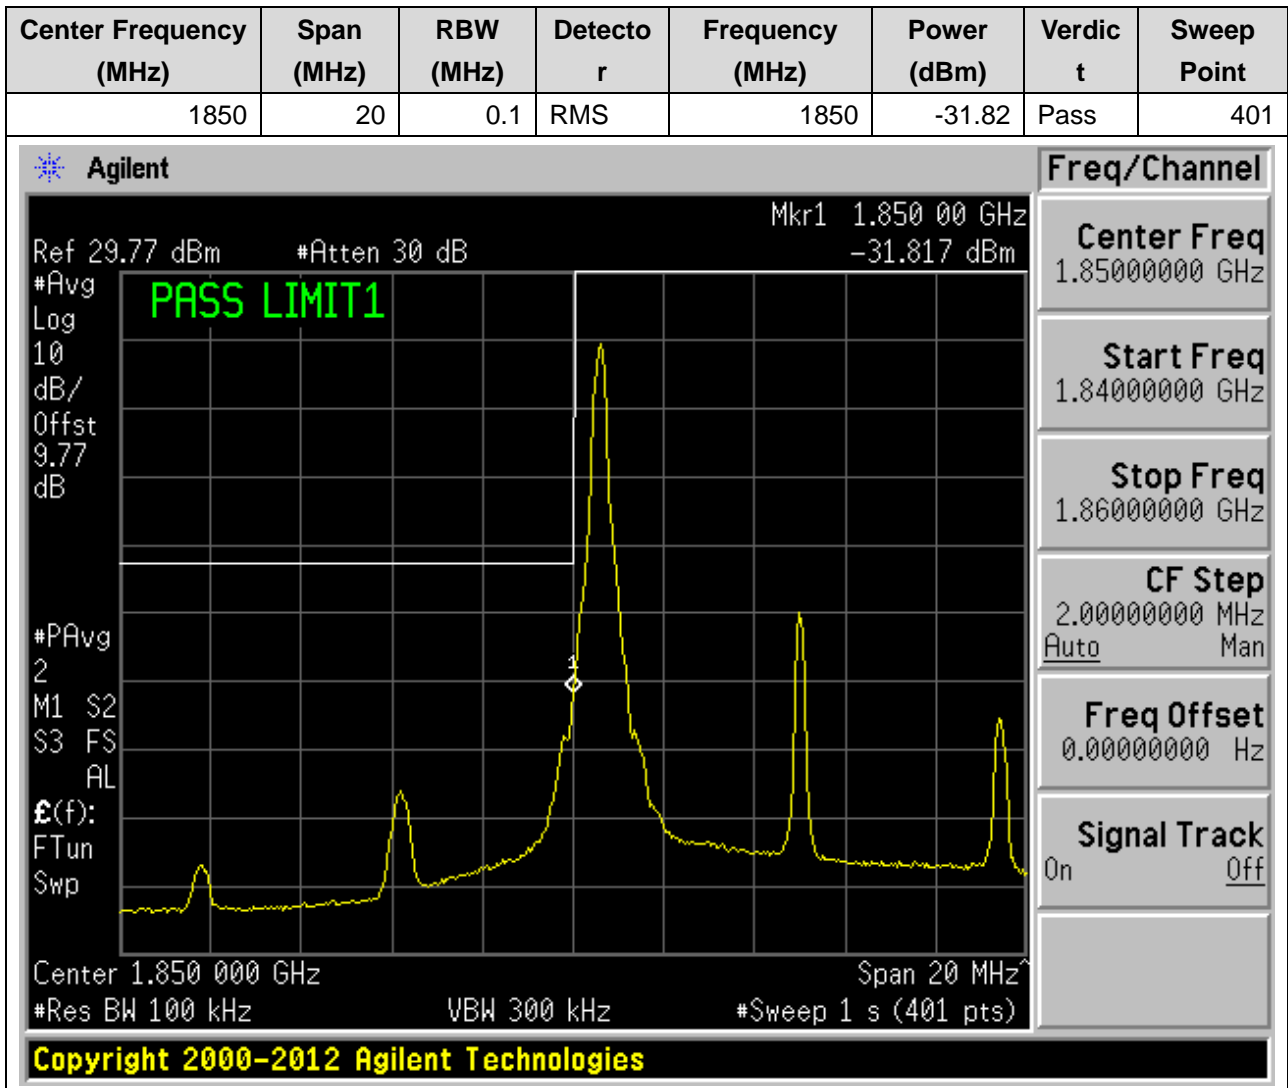 Center Frequency (MHz) Span (MHz) RBW (MHz) Detecto r Frequency (MHz) Power (dBm) Verdic t Sweep Point
1850 20 0.1 RMS 1850 -31.82 Pass 401
Agilent
Freq/Channel
Mkr1 1.850 00 GHz
Ref 29.77 dBm #Atten 30 dB -31.817 dBm
#Avg
Log
10
dB/
Offst
9.77
dB
PASS LIMIT1
1
#PAvg
2
M1 S2
S3 FS
AL
£(f):
FTun
Swp
Center 1.850 000 GHz Span 20 MHz^
#Res BW 100 kHz VBW 300 kHz #Sweep 1 s (401 pts)
Center Freq
1.85000000 GHz
Start Freq
1.84000000 GHz
Stop Freq
1.86000000 GHz
CF Step
2.00000000 MHz
Auto Man
Freq Offset
0.00000000 Hz
Signal Track
On Off
Copyright 2000-2012 Agilent Technologies